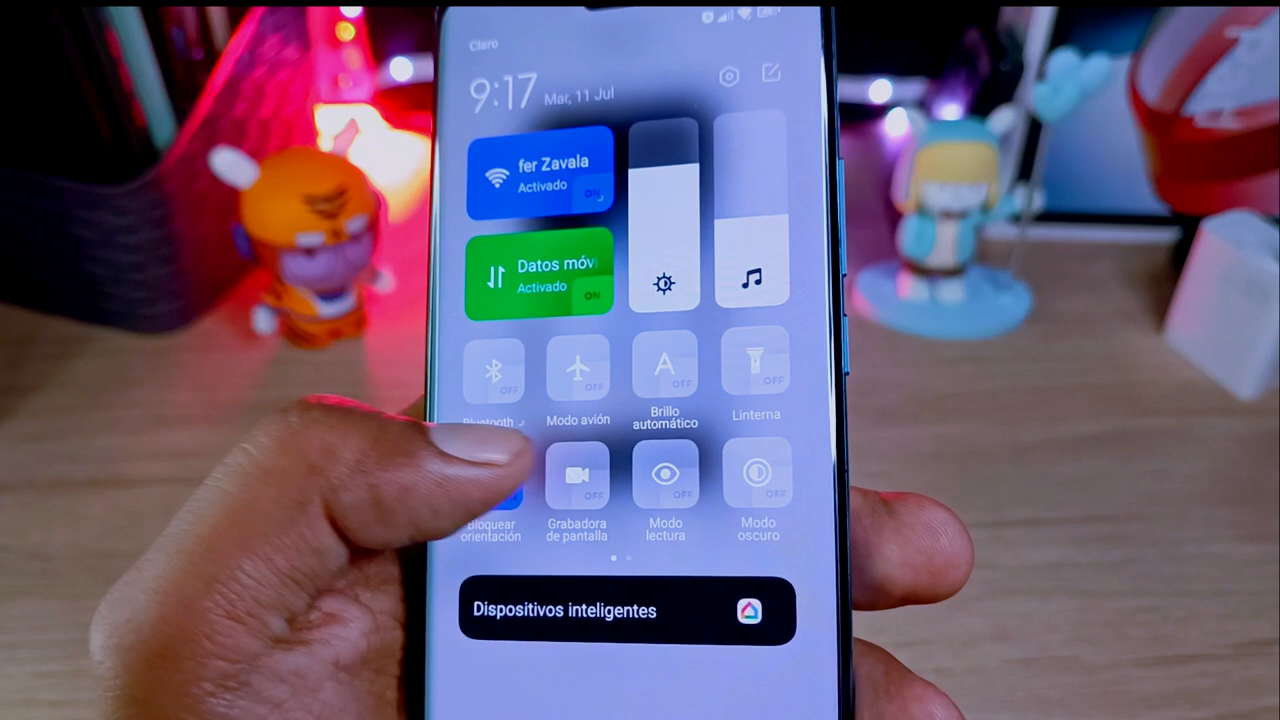 Claro
9:17 Mar, 11 Jul
fer Zavala
Activado
ON
Datos móv
Activado
ON
OFF
OFF
OFF
OFF
Bluetooth
Modo avión
Brillo
automático
Linterna
OFF
OFF
OFF
Bloquear
orientación
Grabadora
de pantalla
Modo
lectura
Modo
oscuro
Dispositivos inteligentes